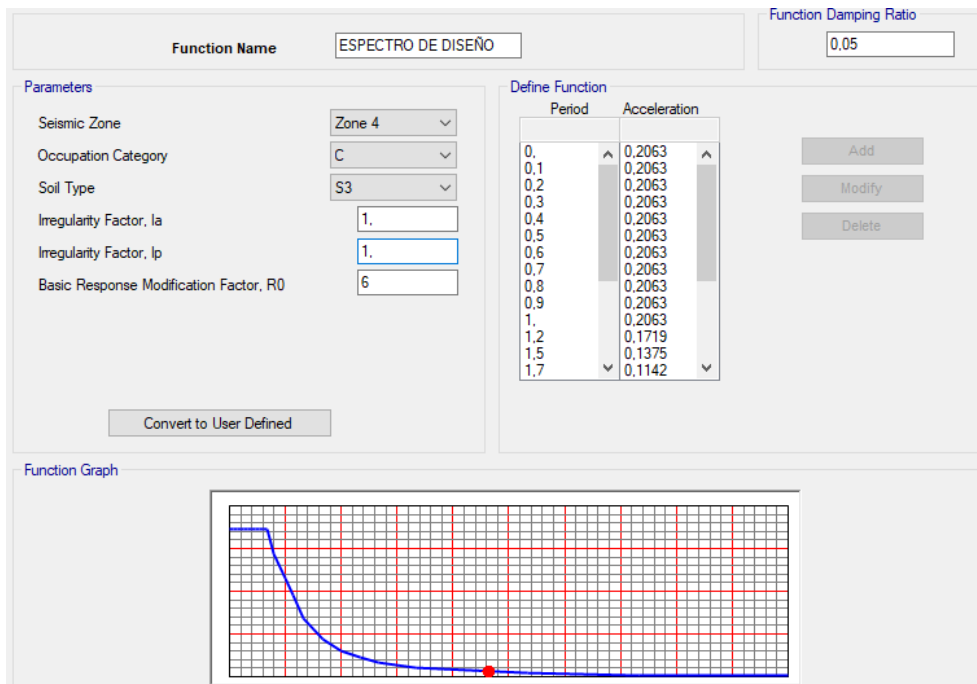 Function Damping Ratio
Function Name ESPECTRO DE DISEÑO 0,05
Parameters
Seismic Zone Zone 4
Occupation Category C
Soil Type S3
Irregularity Factor, Ia 1,
Irregularity Factor, Ip 1,
Basic Response Modification Factor, R0 6
Convert to User Defined
Define Function
Period Acceleration
0, 0,2063
0,1 0,2063
0,2 0,2063
0,3 0,2063
0,4 0,2063
0,5 0,2063
0,6 0,2063
0,7 0,2063
0,8 0,2063
0,9 0,2063
1, 0,2063
1,2 0,1719
1,5 0,1375
1,7 0,1142
Add
Modify
Delete
Function Graph